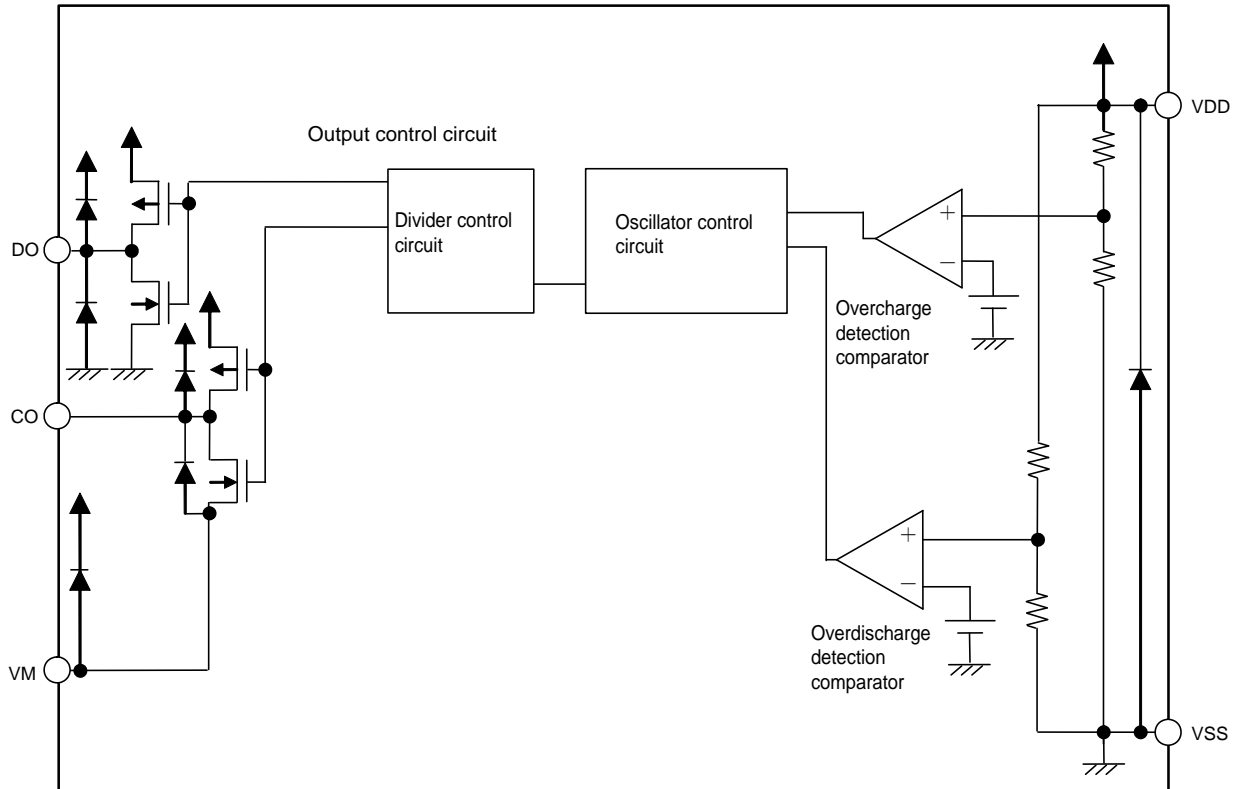 VDD
Output control circuit
Divider control
circuit
Oscillator control
circuit
+
−
DO
Overcharge
detection
comparator
CO
+
−
Overdischarge
detection
comparator
VM
VSS